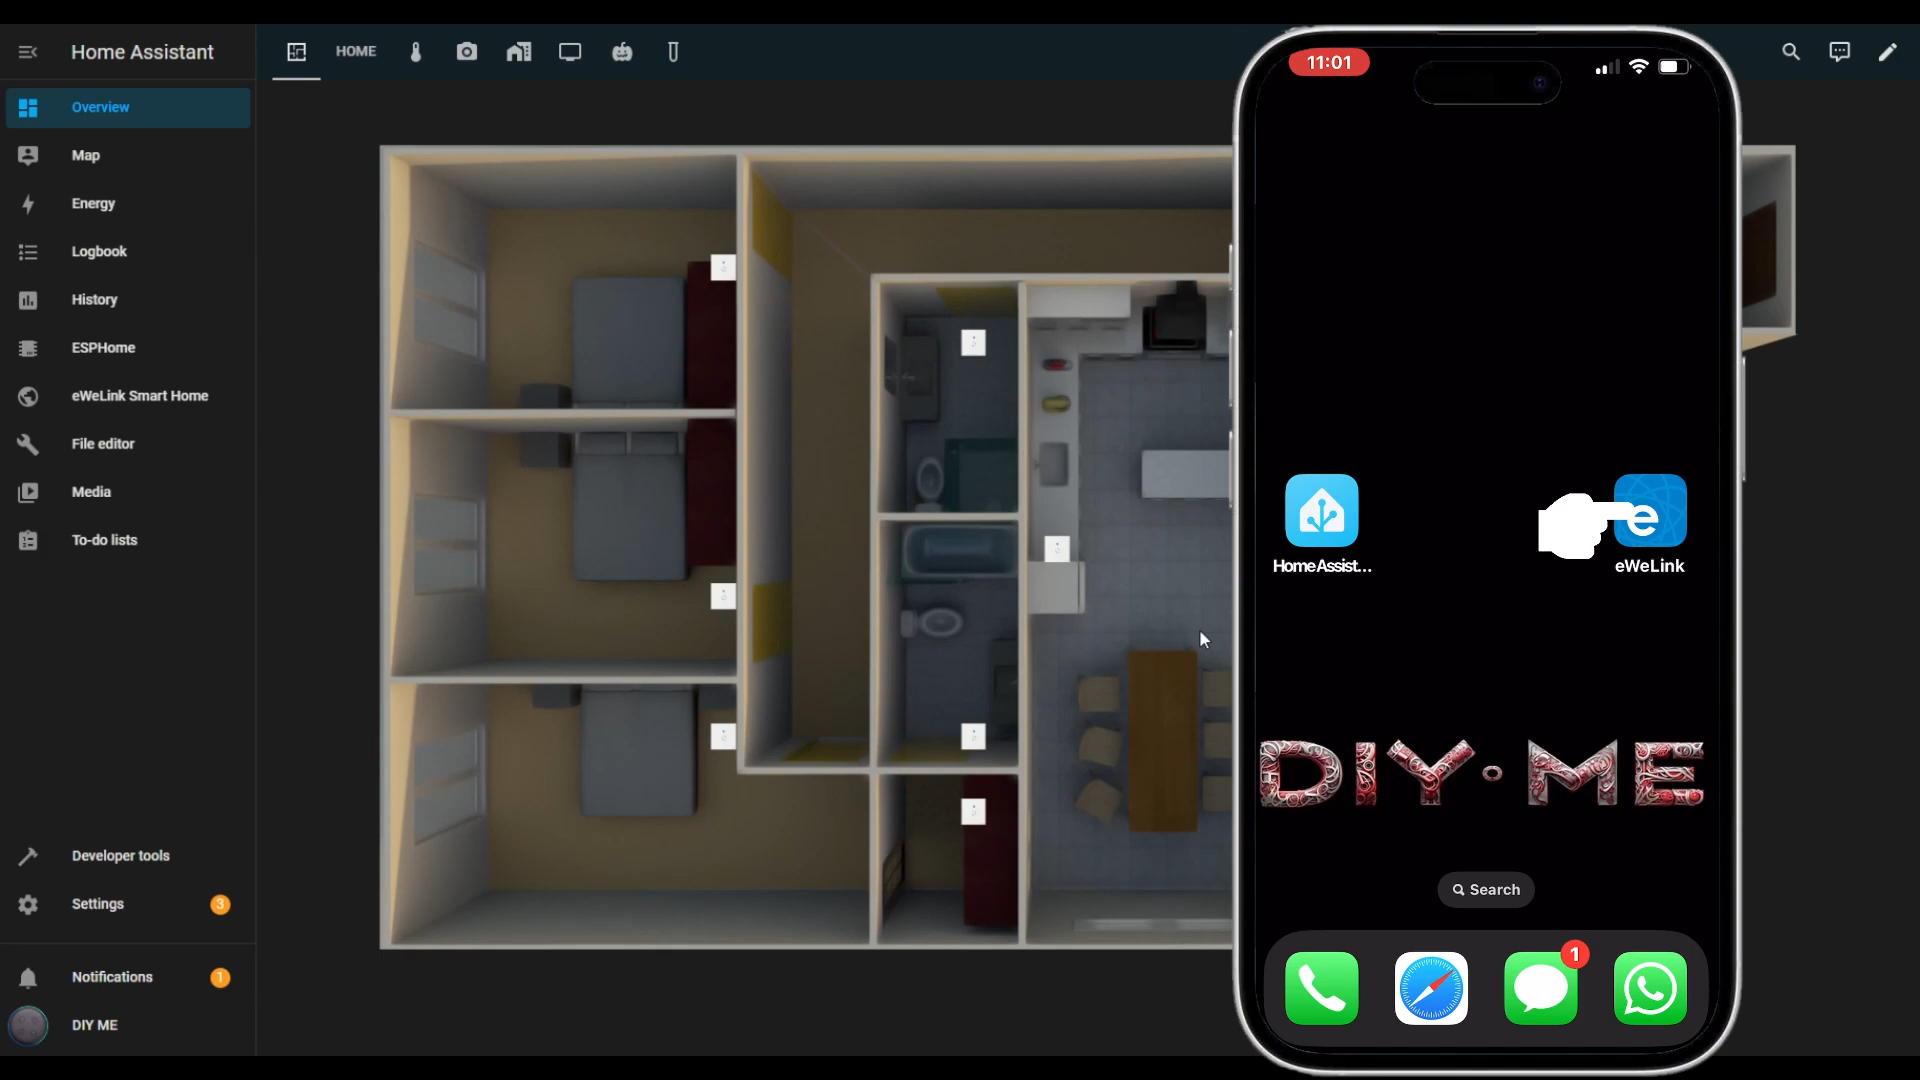 Home Assistant
HOME
Overview
Map
Energy
Logbook
History
ESPHome
eWeLink Smart Home
File editor
Media
To-do lists
Developer tools
Settings
3
Notifications
1
DIY ME
11:01
e
HomeAssist...
eWeLink
DIY·ME
Search
1